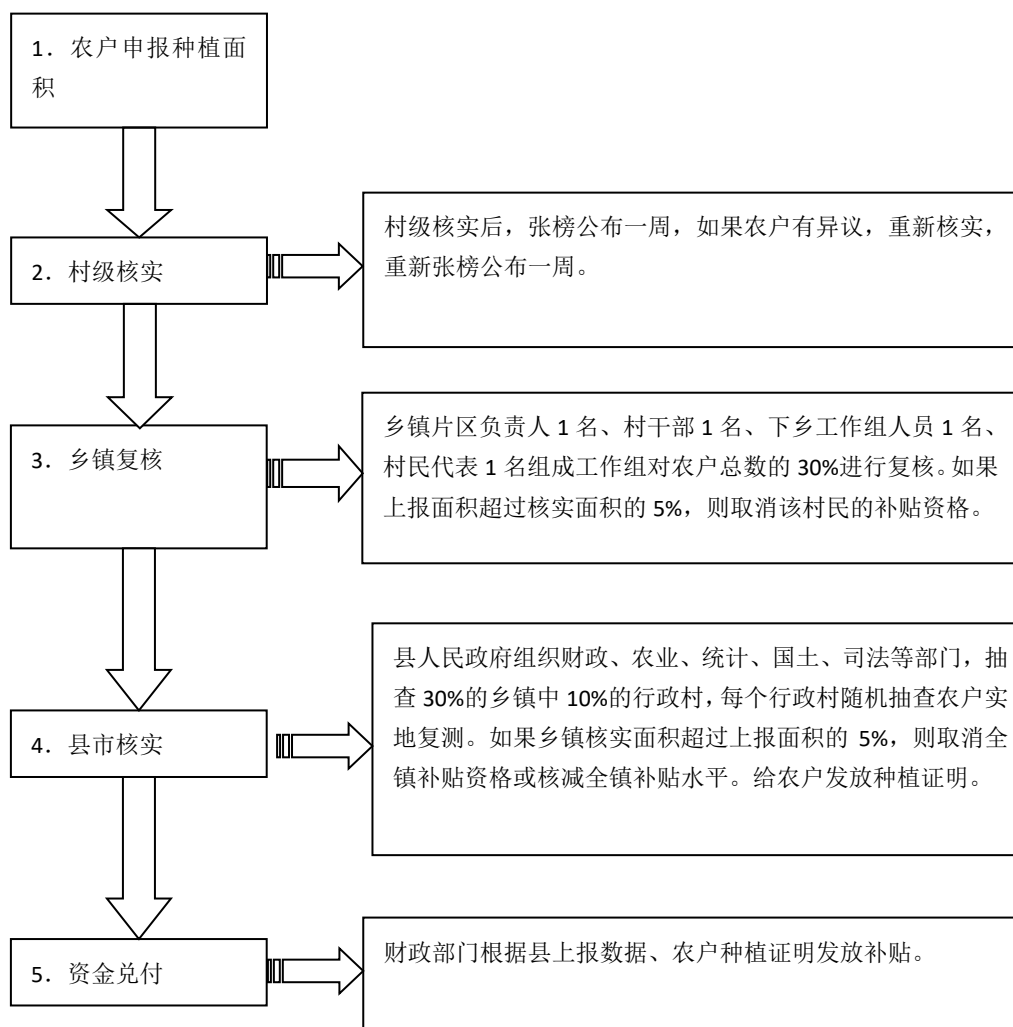 1．农户申报种植面
积
村级核实后，张榜公布一周，如果农户有异议，重新核实，
重新张榜公布一周。
2．村级核实
乡镇片区负责人 1 名、村干部 1 名、下乡工作组人员 1 名、
村民代表 1 名组成工作组对农户总数的 30%进行复核。如果
上报面积超过核实面积的 5%，则取消该村民的补贴资格。
3．乡镇复核
县人民政府组织财政、农业、统计、国土、司法等部门，抽
查 30%的乡镇中 10%的行政村，每个行政村随机抽查农户实
地复测。如果乡镇核实面积超过上报面积的 5%，则取消全
镇补贴资格或核减全镇补贴水平。给农户发放种植证明。
4．县市核实
财政部门根据县上报数据、农户种植证明发放补贴。
5．资金兑付